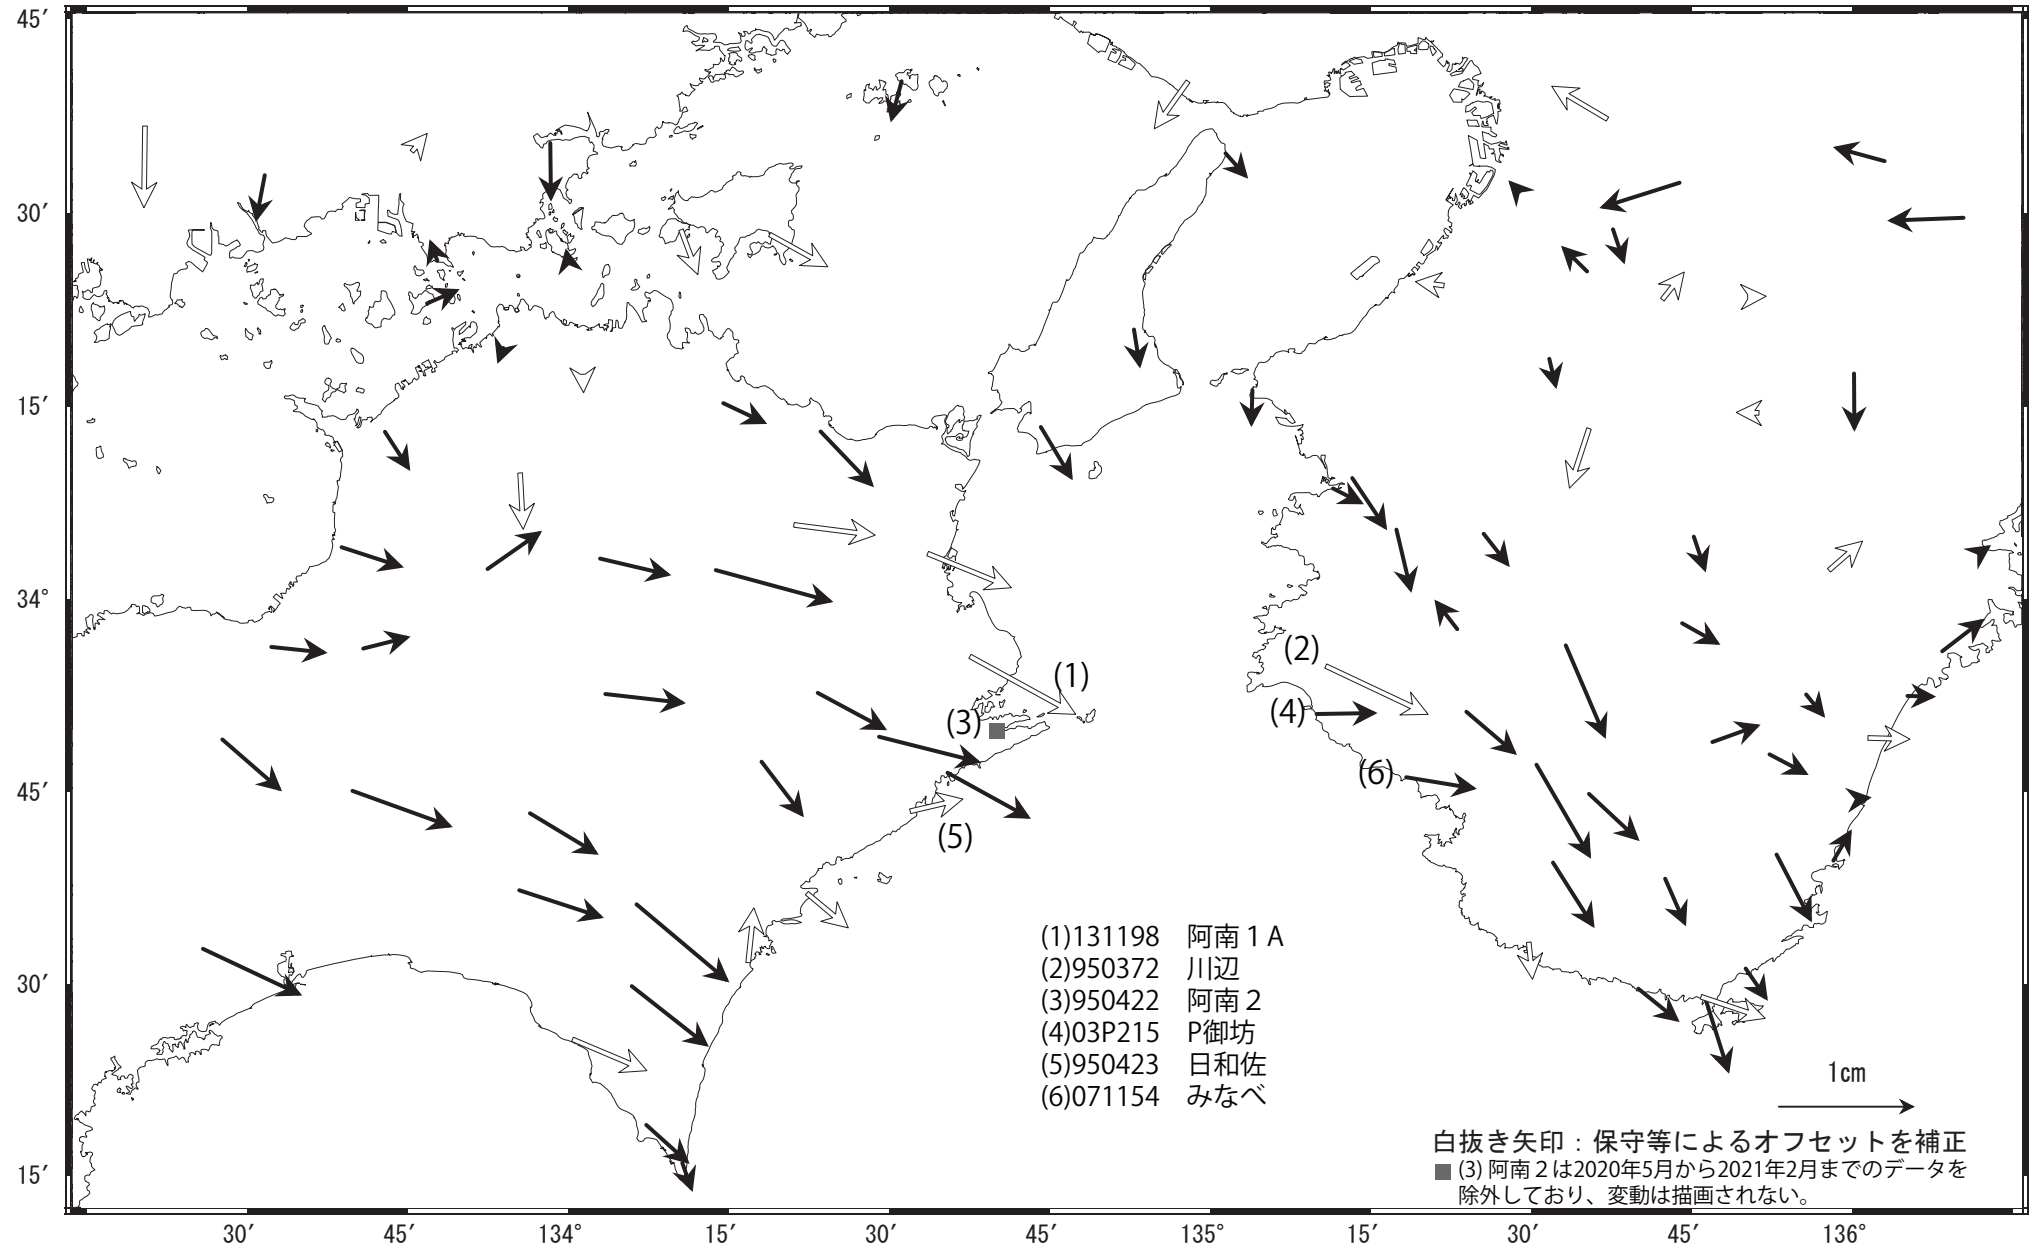 45′
30′
15′
34°
45′
30′
15′
(1)
(2)
(3)
(4)
(5)
(6)
(1)131198　阿南１A
(2)950372　川辺
(3)950422　阿南２
(4)03P215　P御坊
(5)950423　日和佐
(6)071154　みなべ
1cm
白抜き矢印：保守等によるオフセットを補正
■ (3) 阿南２は2020年5月から2021年2月までのデータを
除外しており、変動は描画されない。
30′ 45′ 134° 15′ 30′ 45′ 135° 15′ 30′ 45′ 136°